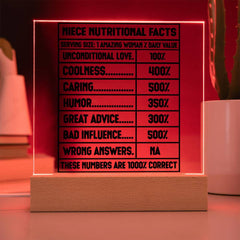 NIECE NUTRITIONAL FACTS
SERVING SIZE: 1 AMAZING WOMAN % DAILY VALUE
UNCONDITIONAL LOVE. 100%
COOLNESS............ 400%
CARING............ 500%
HUMOR............ 350%
GREAT ADVICE...... 300%
BAD INFLUENCE..... 500%
WRONG ANSWERS. NA
THESE NUMBERS ARE 1000% CORRECT